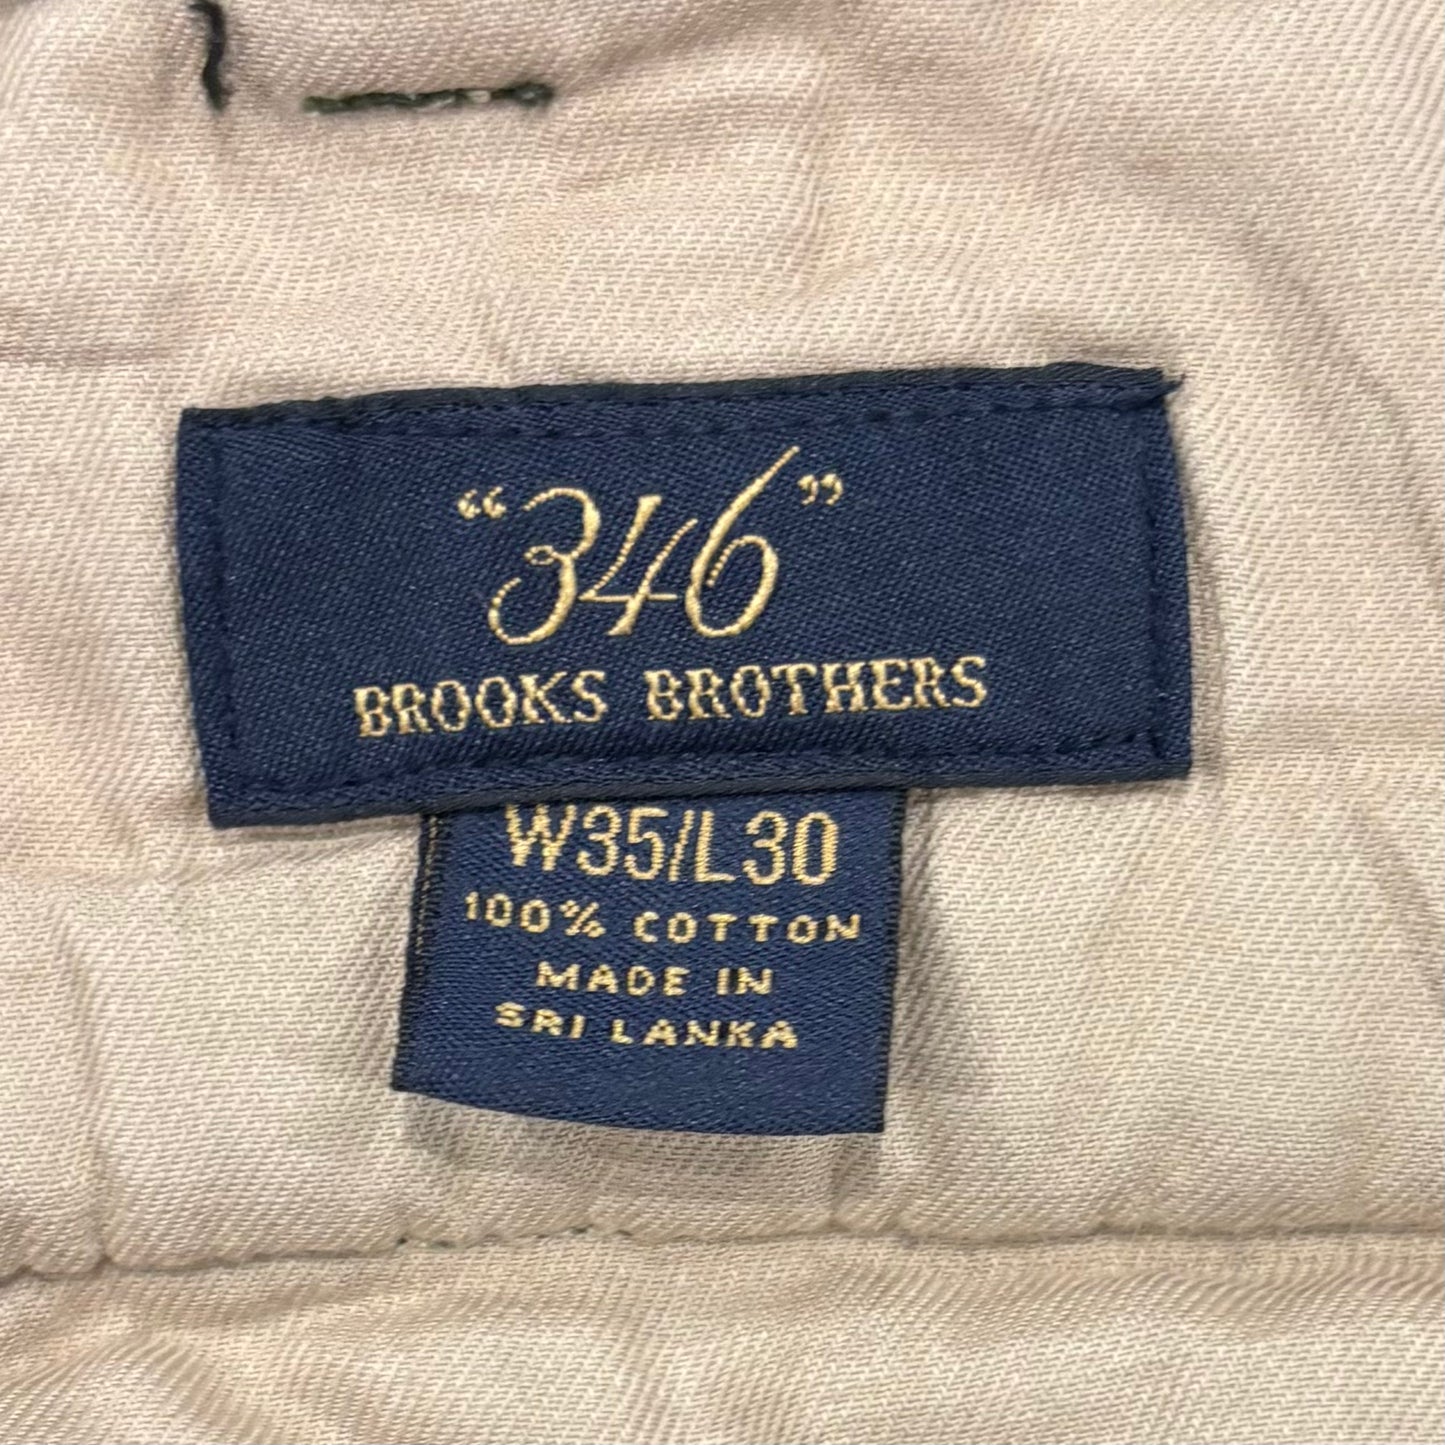 “346”
BROOKS BROTHERS
W35/L30
100% COTTON
MADE IN
SRI LANKA